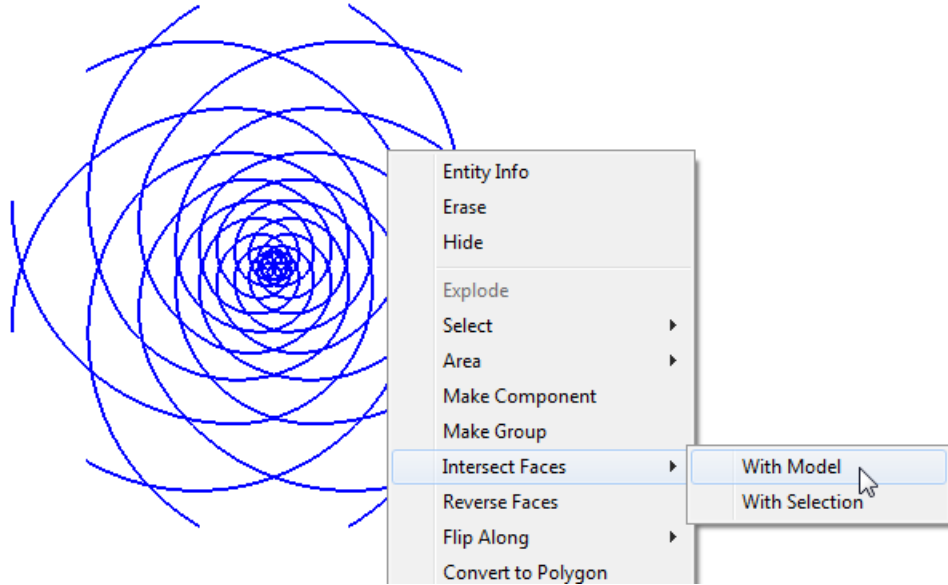 Entity Info
Erase
Hide
Explode
Select
Area
Make Component
Make Group
Intersect Faces
With Model
With Selection
Reverse Faces
Flip Along
Convert to Polygon